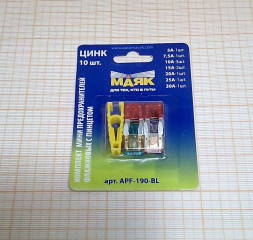 ЦИНК
10 шт.
МАЯК
ДЛЯ ТЕХ, КТО В ПУТИ
5А-1шт.
7.5А-1шт.
10А-3шт.
15А-2шт.
20А-1шт.
25А-1шт.
30А-1шт.
КОМПЛЕКТ МИНИ ПРЕДОХРАНИТЕЛЕЙ
ФЛАЖКОВЫХ С ПИНЦЕТОМ
арт. APF-190-BL